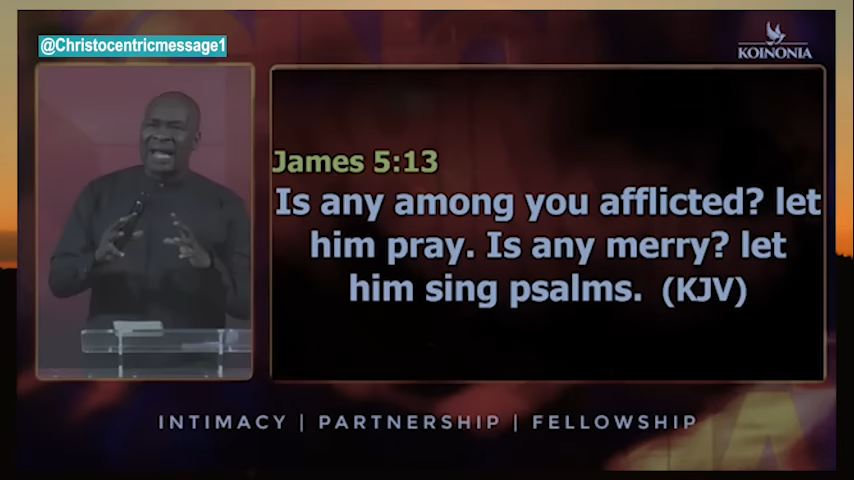 @Christocentricmessage1
KOINONIA
James 5:13
Is any among you afflicted? let
him pray. Is any merry? let
him sing psalms. (KJV)
INTIMACY | PARTNERSHIP | FELLOWSHIP